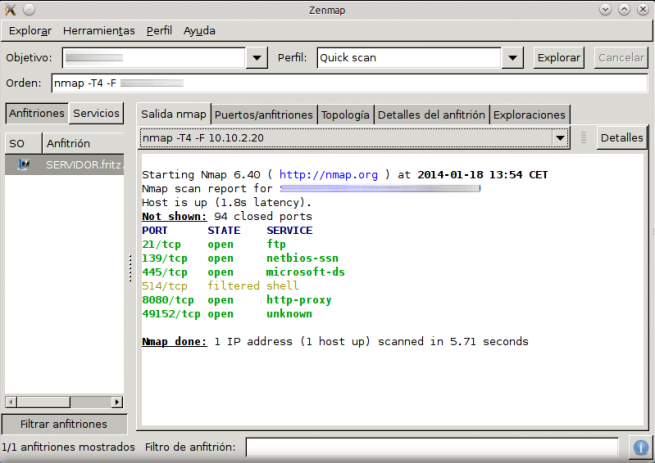 Zenmap
Explorar Herramientas Perfil Ayuda
Objetivo: Perfil: Quick scan Explorar Cancelar
Orden: nmap -T4 -F
Anfitriones Servicios
SO Anfitrión
SERVIDOR.fritz.
Salida nmap Puertos/anfitriones Topología Detalles del anfitrión Exploraciones
nmap -T4 -F 10.10.2.20 Detalles
Starting Nmap 6.40 ( http://nmap.org ) at 2014-01-18 13:54 CET
Nmap scan report for
Host is up (1.8s latency).
Not shown: 94 closed ports
PORT STATE SERVICE
21/tcp open ftp
139/tcp open netbios-ssn
445/tcp open microsoft-ds
514/tcp filtered shell
8080/tcp open http-proxy
49152/tcp open unknown
Nmap done: 1 IP address (1 host up) scanned in 5.71 seconds
Filtrar anfitriones
1/1 anfitriones mostrados Filtro de anfitrión: